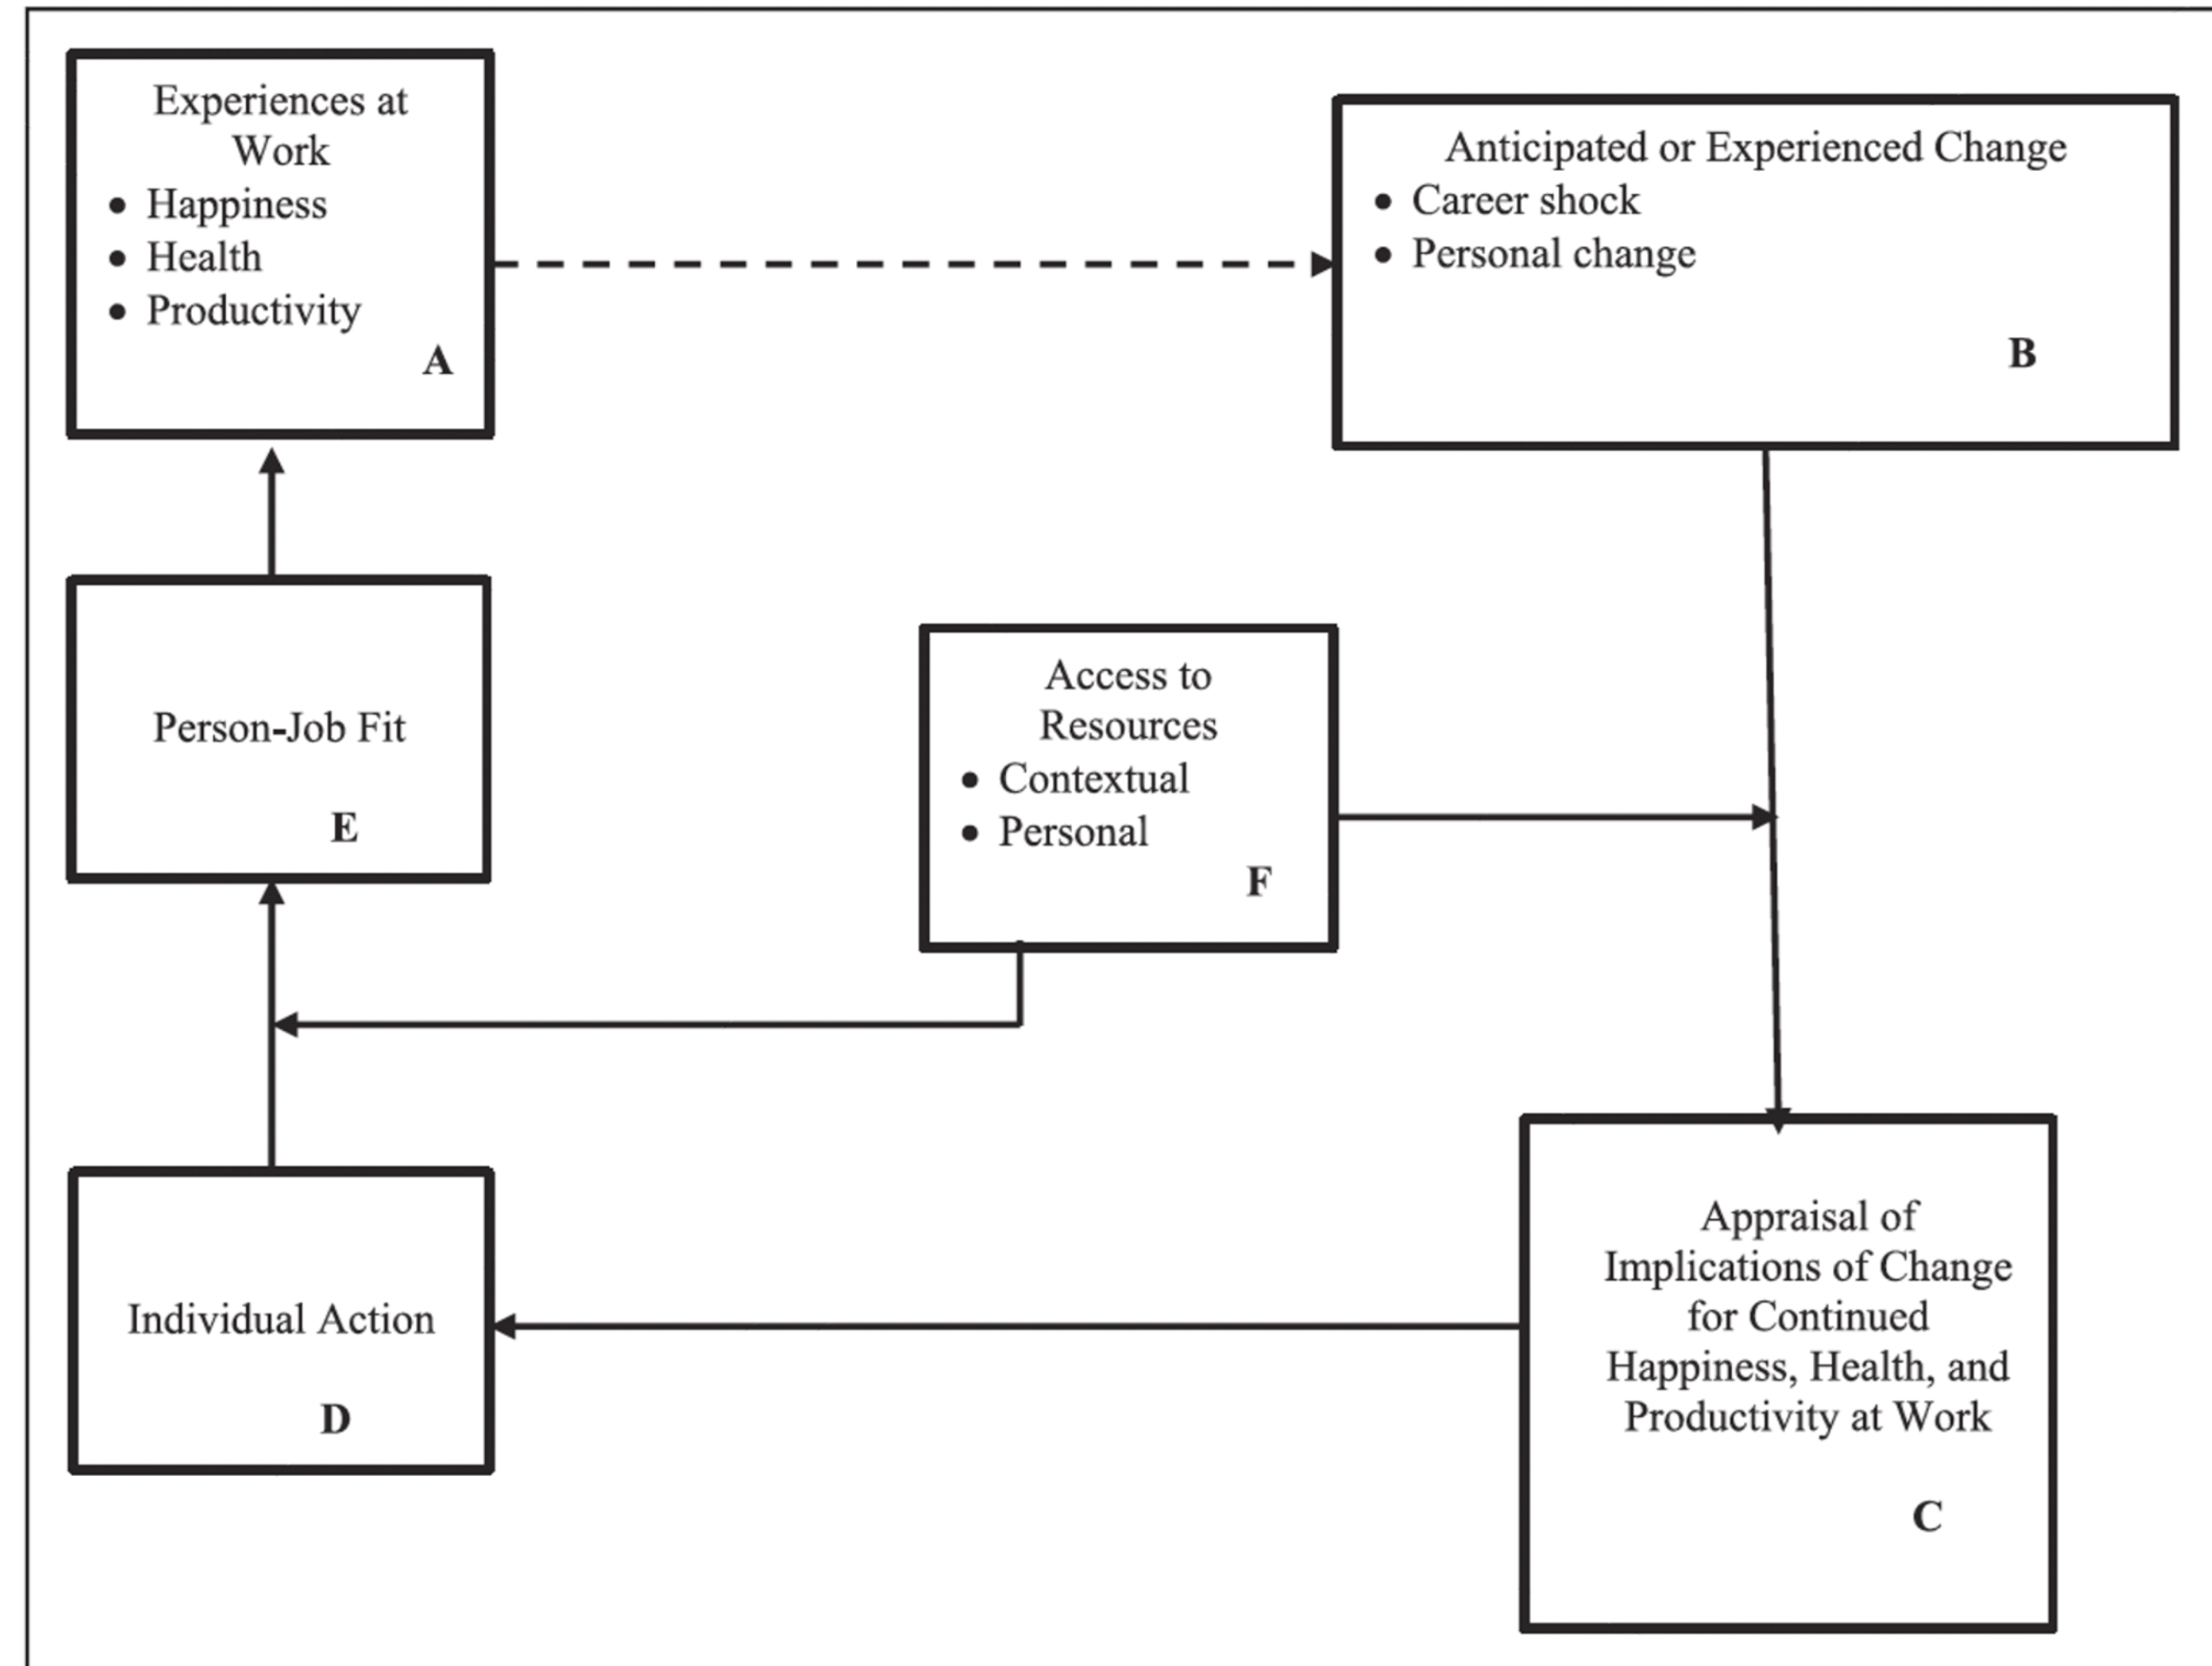 Experiences at
Work
• Happiness
• Health
• Productivity
A
Anticipated or Experienced Change
• Career shock
• Personal change
B
Person-Job Fit
E
Access to
Resources
• Contextual
• Personal
F
Individual Action
D
Appraisal of
Implications of Change
for Continued
Happiness, Health, and
Productivity at Work
C